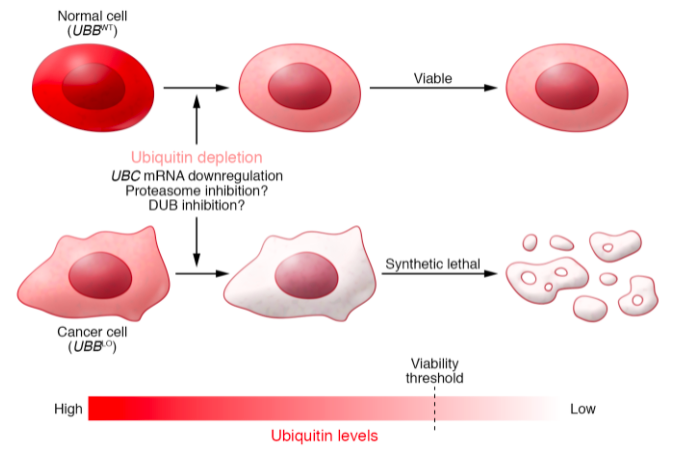 Normal cell
(UBBWT)
Viable
Ubiquitin depletion
UBC mRNA downregulation
Proteasome inhibition?
DUB inhibition?
Synthetic lethal
Cancer cell
(UBBLO)
Viability
threshold
High
Low
Ubiquitin levels